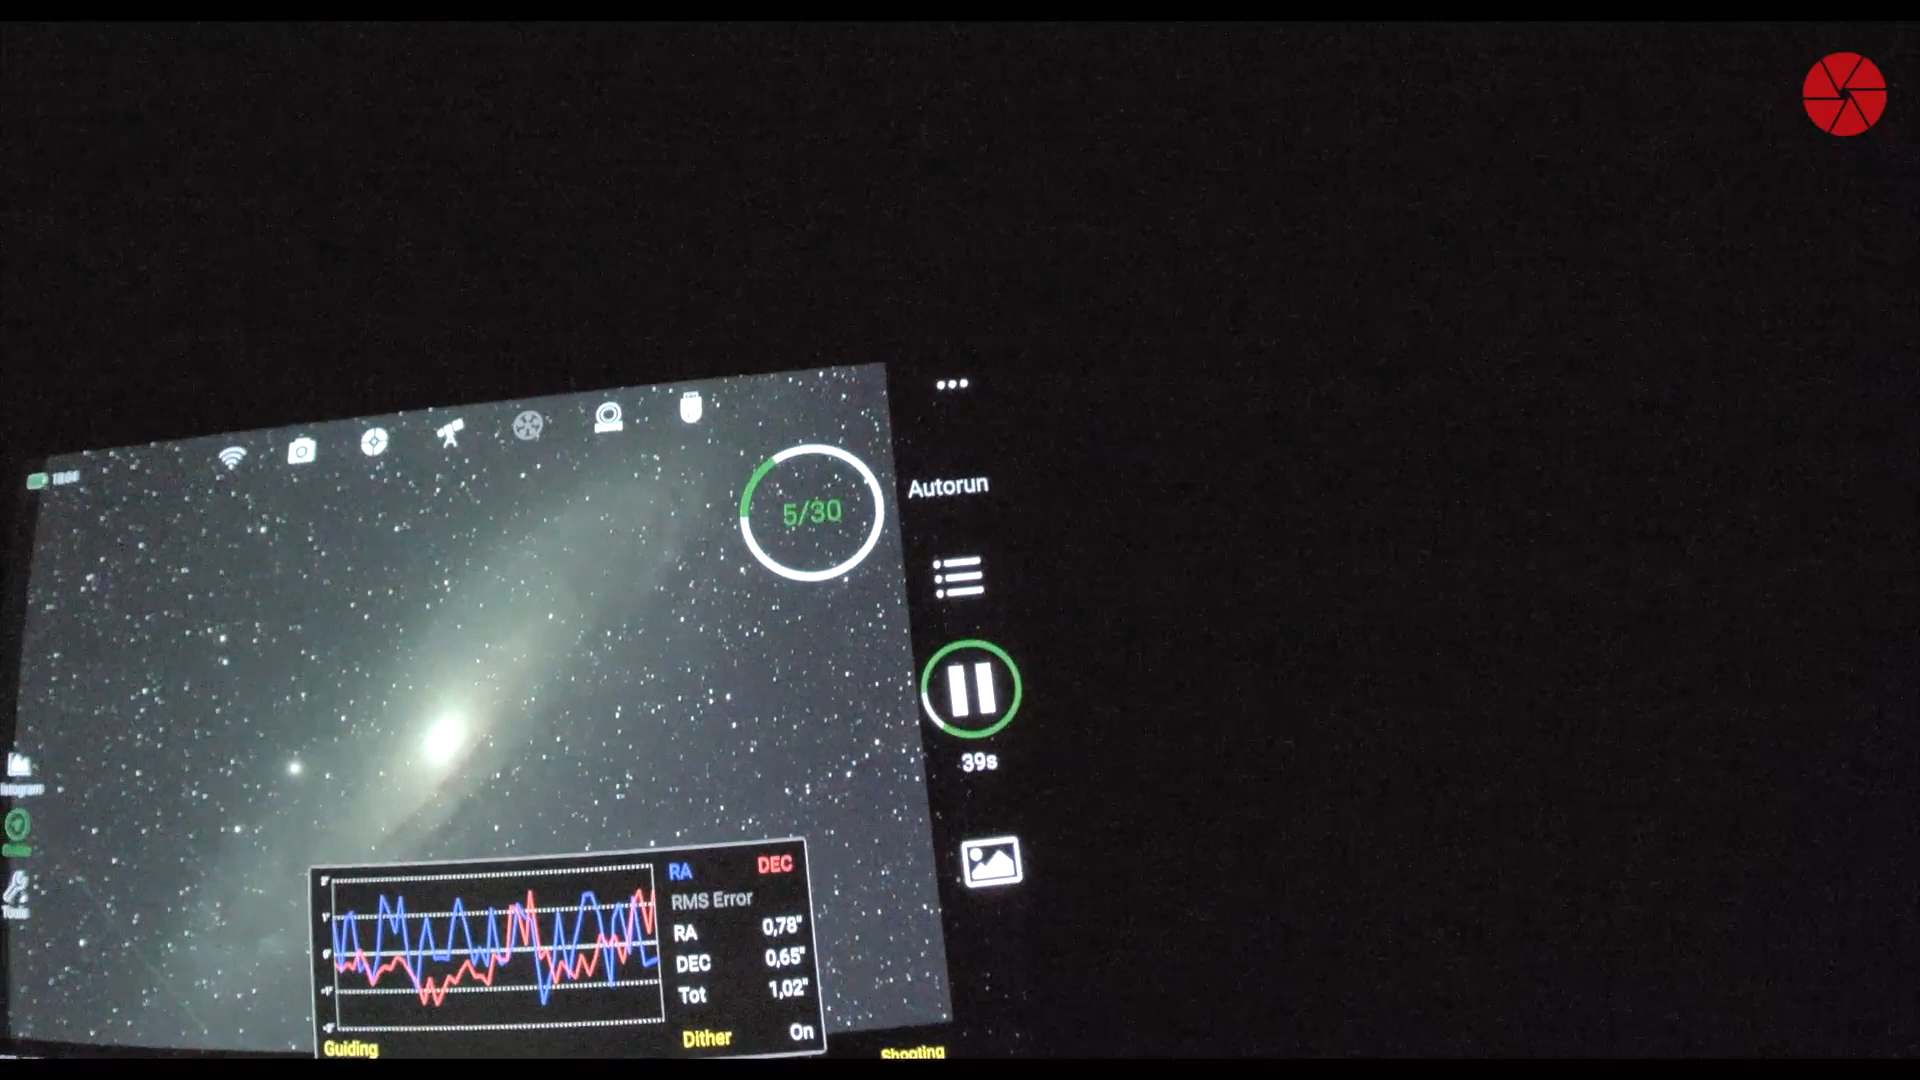 Autorun
5/30
39s
Tools
RA DEC
RMS Error
RA 0,78"
DEC 0,65"
Tot 1,02"
Dither On
Guiding
Shooting